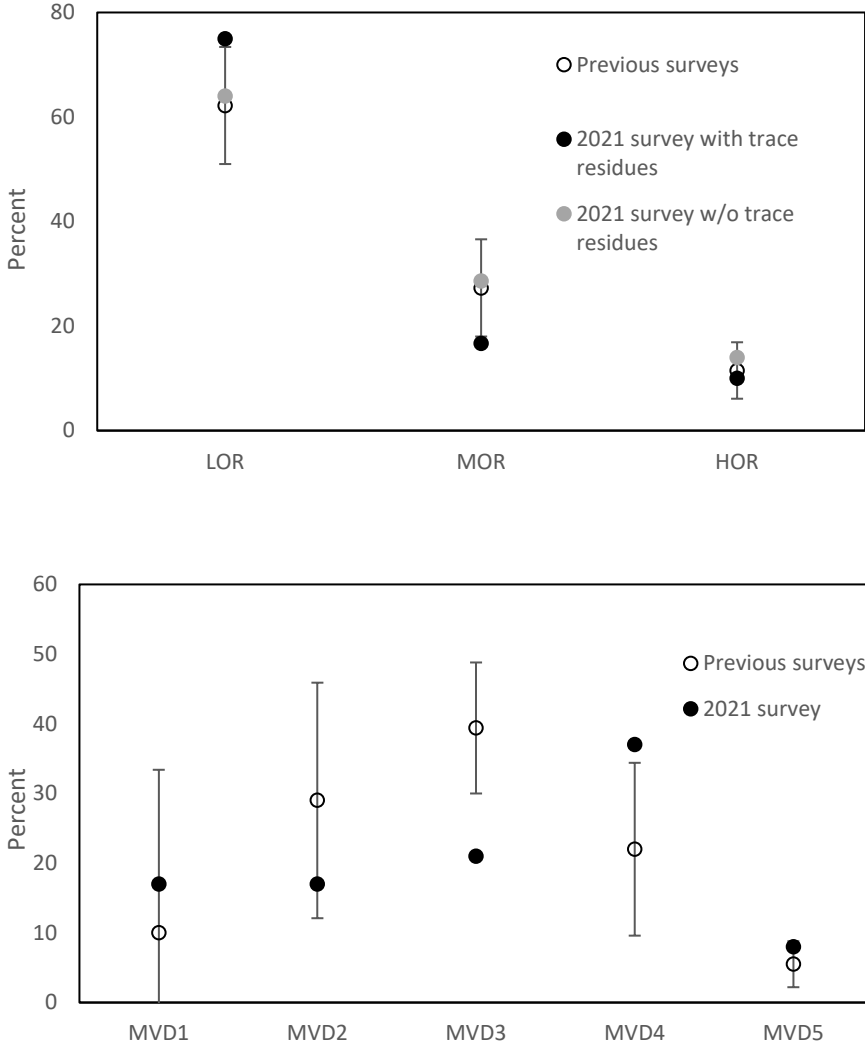 80
60
40
20
0
Percent
Previous surveys
2021 survey with trace
residues
2021 survey w/o trace
residues
LOR MOR HOR
60
50
40
30
20
10
0
Percent
Previous surveys
2021 survey
MVD1 MVD2 MVD3 MVD4 MVD5